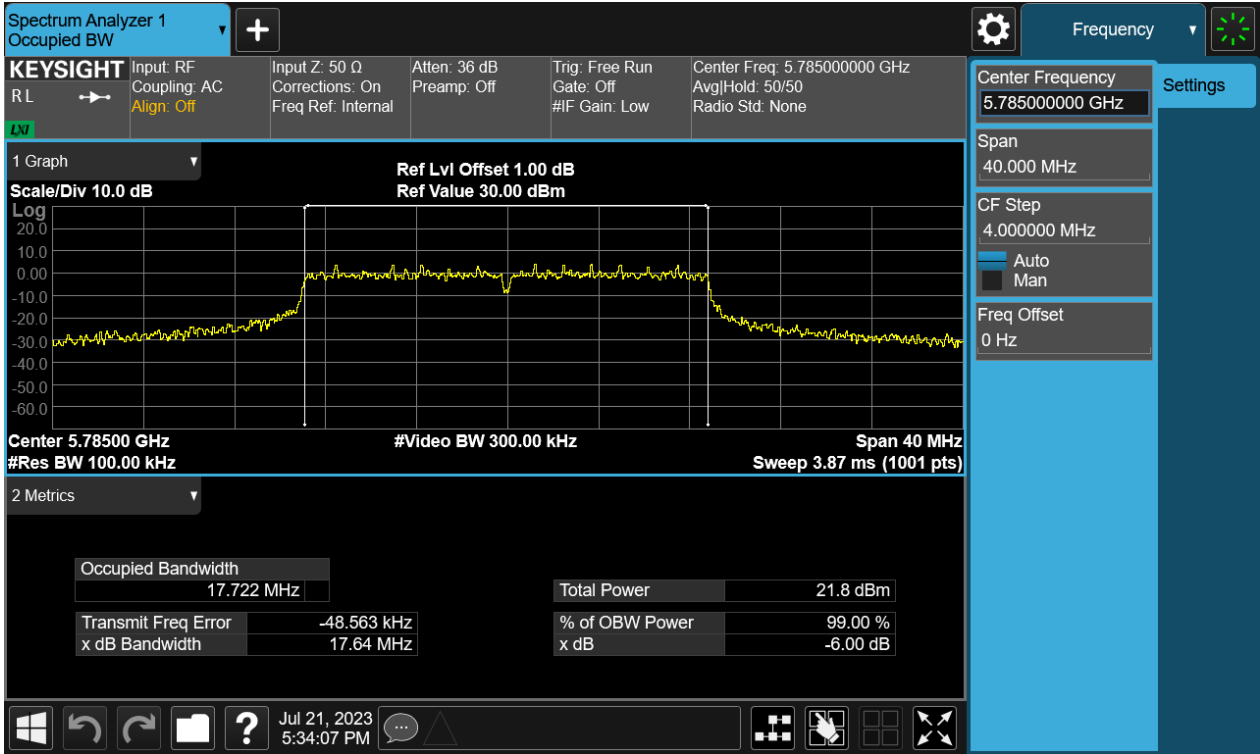 Spectrum Analyzer 1
Occupied BW
+
Frequency
KEYSIGHT
R L
LXI
Input: RF
Coupling: AC
Align: Off
Input Z: 50 Ω
Corrections: On
Freq Ref: Internal
Atten: 36 dB
Preamp: Off
Trig: Free Run
Gate: Off
#IF Gain: Low
Center Freq: 5.785000000 GHz
Avg|Hold: 50/50
Radio Std: None
Center Frequency
5.785000000 GHz
Settings
Span
40.000 MHz
CF Step
4.000000 MHz
Auto
Man
Freq Offset
0 Hz
1 Graph
Scale/Div 10.0 dB
Ref Lvl Offset 1.00 dB
Ref Value 30.00 dBm
Log
20.0
10.0
0.00
-10.0
-20.0
-30.0
-40.0
-50.0
-60.0
Center 5.78500 GHz
#Video BW 300.00 kHz
Span 40 MHz
#Res BW 100.00 kHz
Sweep 3.87 ms (1001 pts)
2 Metrics
Occupied Bandwidth
17.722 MHz
Total Power 21.8 dBm
Transmit Freq Error -48.563 kHz
% of OBW Power 99.00 %
x dB Bandwidth 17.64 MHz
x dB -6.00 dB
?
Jul 21, 2023
5:34:07 PM